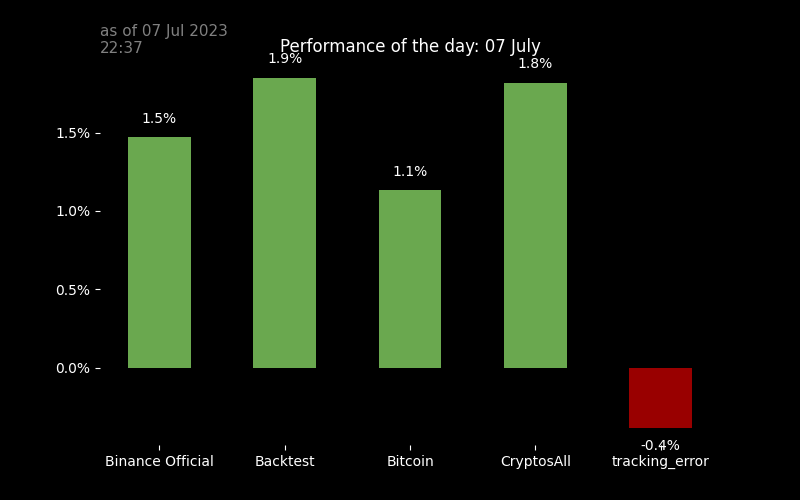 as of 07 Jul 2023
22:37
Performance of the day: 07 July
1.9%
1.8%
1.5%
1.1%
1.5%
1.0%
0.5%
0.0%
-0.4%
Binance Official
Backtest
Bitcoin
CryptosAll
tracking_error